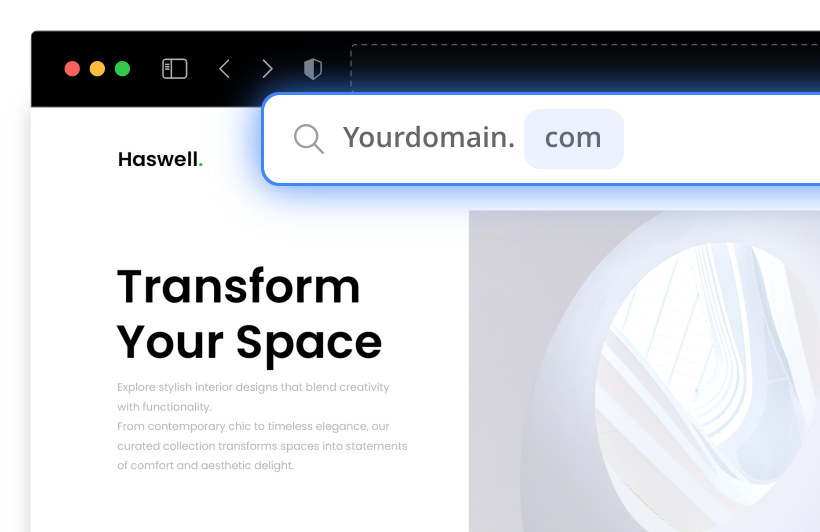 Yourdomain. com
Haswell.
Transform
Your Space
Explore stylish interior designs that blend creativity
with functionality.
From contemporary chic to timeless elegance, our
curated collection transforms spaces into statements
of comfort and aesthetic delight.